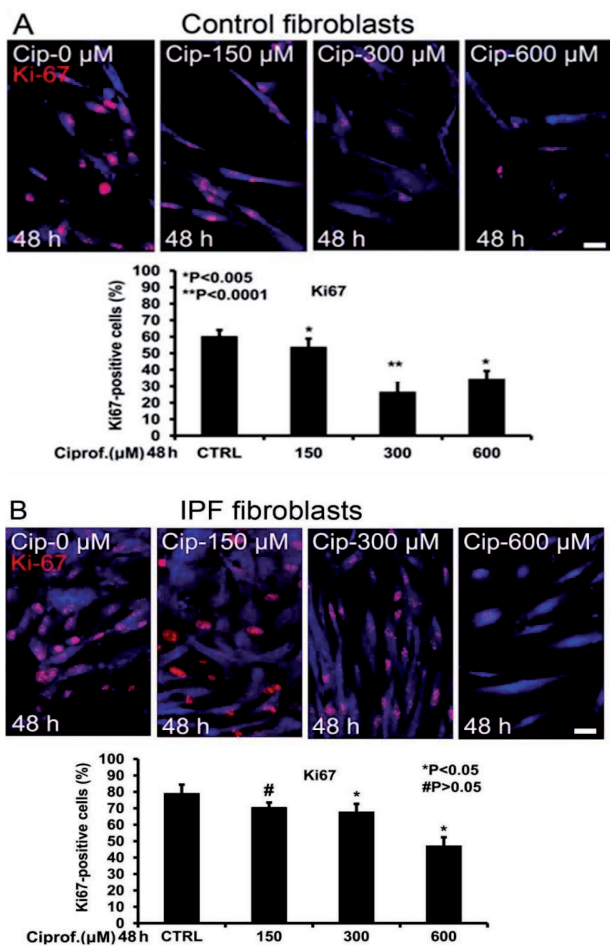 A Control fibroblasts
Cip-0 µM Cip-150 µM Cip-300 µM Cip-600 µM
Ki-67
48 h 48 h 48 h 48 h
*P<0.005
**P<0.0001
Ki67
Ki67-positive cells (%)
100
90
80
70
60
50
40
30
20
10
0
* ** *
Ciprof.(µM) 48 h CTRL 150 300 600
B IPF fibroblasts
Cip-0 µM Cip-150 µM Cip-300 µM Cip-600 µM
Ki-67
48 h 48 h 48 h 48 h
Ki67
*P<0.05
#P>0.05
Ki67-positive cells (%)
100
90
80
70
60
50
40
30
20
10
0
# * *
Ciprof.(µM) 48 h CTRL 150 300 600